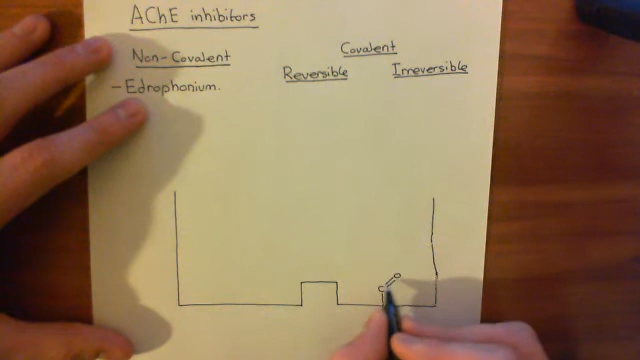 AChE inhibitors
Non-Covalent
Covalent
Reversible
Irreversible
- Edrophonium.
C
O